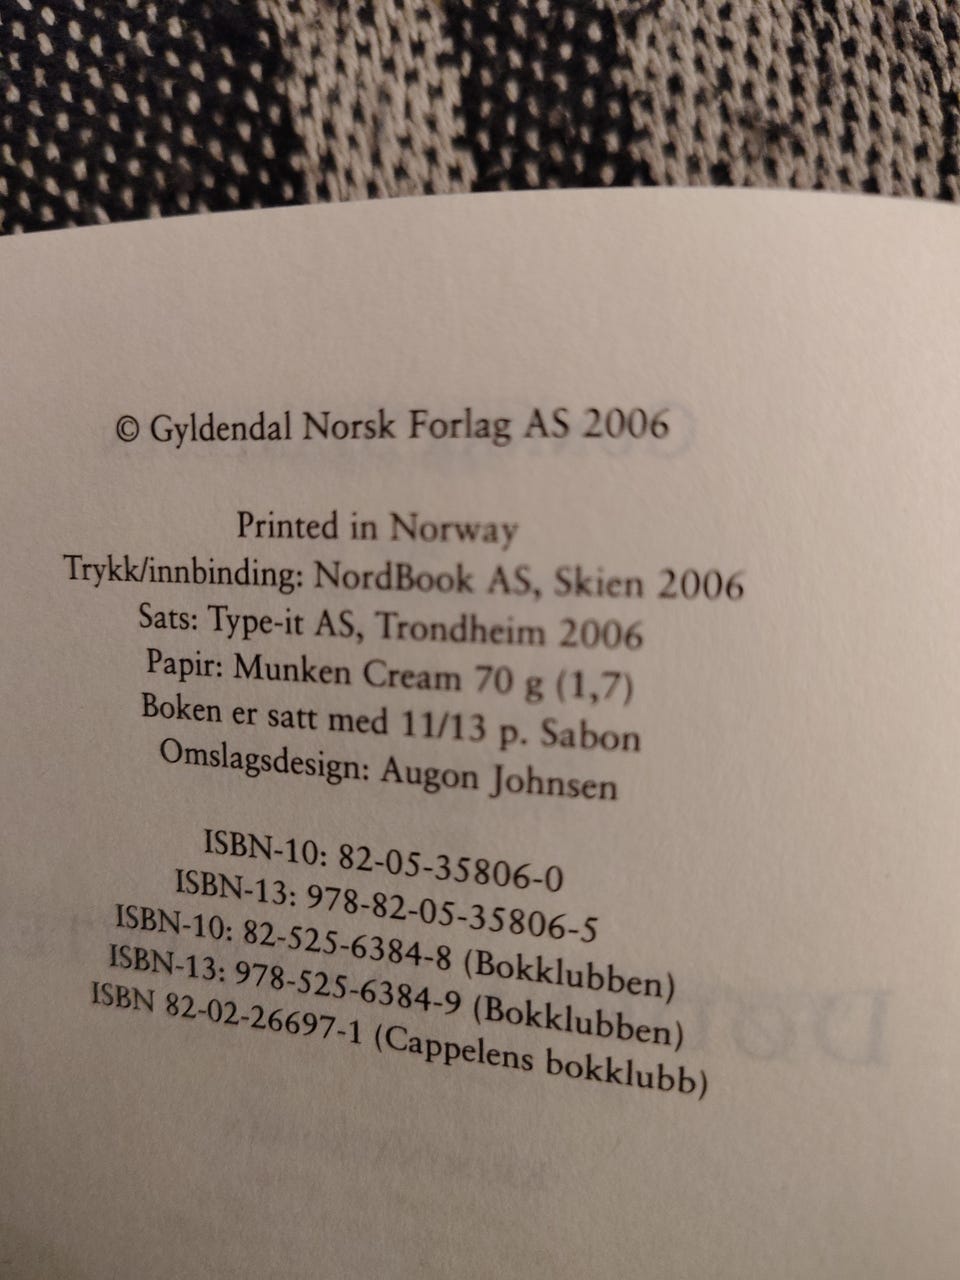 © Gyldendal Norsk Forlag AS 2006
Printed in Norway
Trykk/innbinding: NordBook AS, Skien 2006
Sats: Type-it AS, Trondheim 2006
Papir: Munken Cream 70 g (1,7)
Boken er satt med 11/13 p. Sabon
Omslagsdesign: Augon Johnsen
ISBN-10: 82-05-35806-0
ISBN-13: 978-82-05-35806-5
ISBN-10: 82-525-6384-8 (Bokklubben)
ISBN-13: 978-525-6384-9 (Bokklubben)
ISBN 82-02-26697-1 (Cappelens bokklubb)